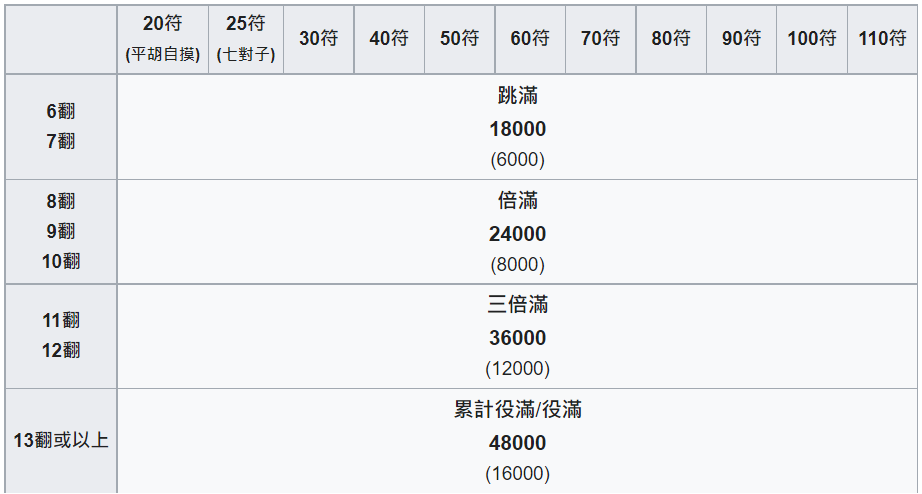 20符 25符 30符 40符 50符 60符 70符 80符 90符 100符 110符
(平胡自摸) (七對子)
6翻
7翻
跳滿
18000
(6000)
8翻
9翻
10翻
倍滿
24000
(8000)
11翻
12翻
三倍滿
36000
(12000)
13翻或以上
累計役滿/役滿
48000
(16000)